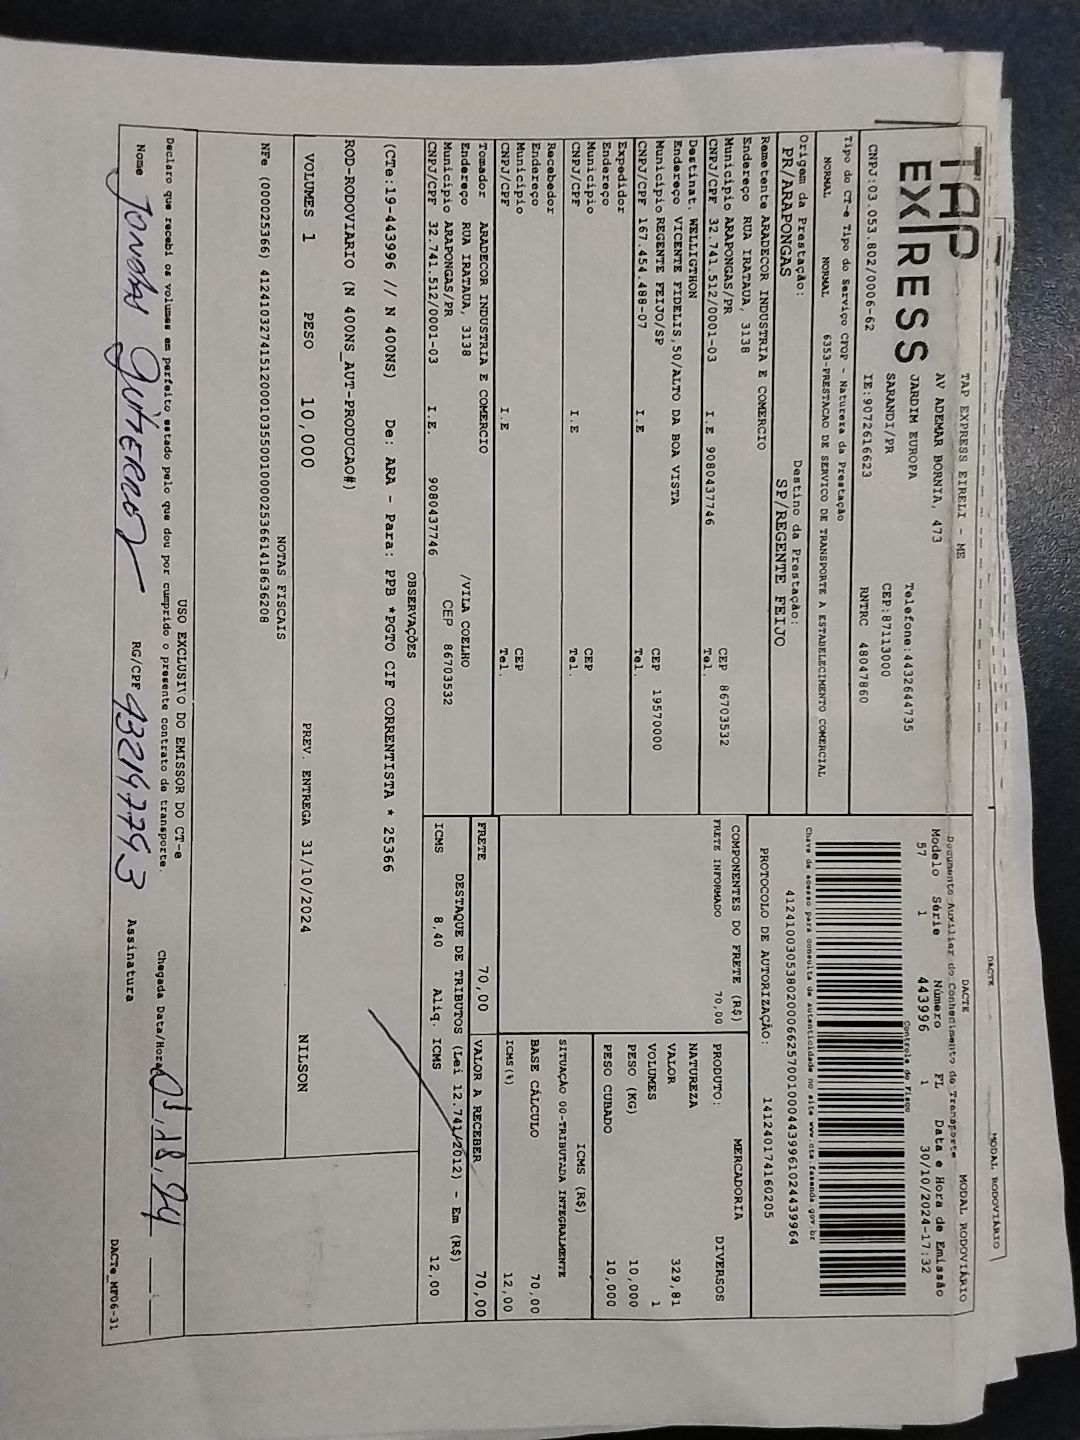 MODAL RODOVIÁRIO
DACTE
TAP
EXPRESS
TAP EXPRESS EIRELI - ME
AV ADEMAR BORNIA, 473
JARDIM EUROPA
SARANDI/PR
Telefone:4432644735
CEP:87113000
CNPJ:03.053.802/0006-62 IE:9072616623 RNTRC 48047860
DACTE MODAL RODOVIÁRIO
Documento Auxiliar do Conhecimento de Transporte
Modelo Série Número FL Data e Hora de Emissão
57 1 443996 1 30/10/2024-17:32
Controle do Fisco
Chave de acesso para consulta de autenticidade no site www.cte.fazenda.gov.br
41241003053802000662570010004439961024439964
PROTOCOLO DE AUTORIZAÇÃO: 141240174160205
Tipo do CT-e Tipo do Serviço CFOP - Natureza da Prestação
NORMAL NORMAL 6353-PRESTACAO DE SERVICO DE TRANSPORTE A ESTABELECIMENTO COMERCIAL
Origem da Prestação: Destino da Prestação:
PR/ARAPONGAS SP/REGENTE FEIJO
Remetente ARADECOR INDUSTRIA E COMERCIO
Endereço RUA IRATAUA, 3138
Município ARAPONGAS/PR CEP 86703532
CNPJ/CPF 32.741.512/0001-03 I.E 9080437746 Tel.
Destinat. WELLIGTHON
Endereço VICENTE FIDELIS,50/ALTO DA BOA VISTA
Município REGENTE FEIJO/SP CEP 19570000
CNPJ/CPF 167.454.488-07 I.E Tel.
Expedidor
Endereço
Município CEP
CNPJ/CPF I.E Tel.
Recebedor
Endereço
Município CEP
CNPJ/CPF I.E Tel.
Tomador ARADECOR INDUSTRIA E COMERCIO
Endereço RUA IRATAUA, 3138 /VILA COELHO
Município ARAPONGAS/PR CEP 86703532
CNPJ/CPF 32.741.512/0001-03 I.E. 9080437746
COMPONENTES DO FRETE (R$)
FRETE INFORMADO 70,00
MERCADORIA
PRODUTO: DIVERSOS
NATUREZA
VALOR 329,81
VOLUMES 1
PESO (KG) 10,000
PESO CUBADO 10,000
ICMS (R$)
SITUAÇÃO 00-TRIBUTADA INTEGRALMENTE
BASE CÁLCULO 70,00
ICMS(%) 12,00
FRETE 70,00 VALOR A RECEBER 70,00
DESTAQUE DE TRIBUTOS (Lei 12.741/2012) - Em (R$)
ICMS 8,40 Aliq. ICMS 12,00
OBSERVAÇÕES
(CTe:19-443996 // N 400NS) De: ARA - Para: PPB *PGTO CIF CORRENTISTA * 25366
ROD-RODOVIARIO (N 400NS_AUT-PRODUCAO#)
VOLUMES 1 PESO 10,000 PREV. ENTREGA 31/10/2024 NILSON
NOTAS FISCAIS
NFe (000025366) 41241032741512000103550010000253661418636208
USO EXCLUSIVO DO EMISSOR DO CT-e
Declaro que recebi os volumes em perfeito estado pelo que dou por cumprido o presente contrato de transporte.
Chegada Data/Hora
Nome RG/CPF Assinatura
DACTe_MF06-31